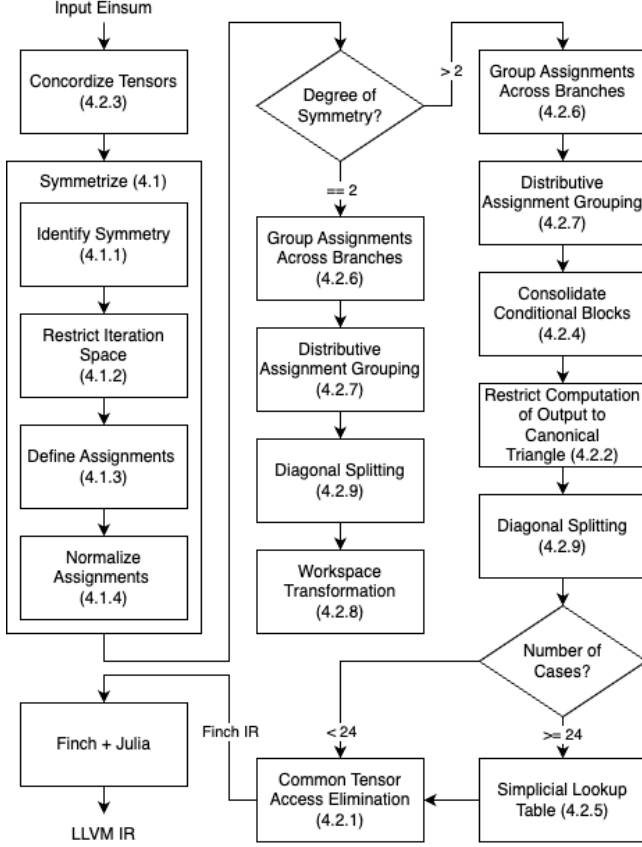 Input Einsum
Concordize Tensors
(4.2.3)
Symmetrize (4.1)
Identify Symmetry
(4.1.1)
Restrict Iteration
Space
(4.1.2)
Define Assignments
(4.1.3)
Normalize
Assignments
(4.1.4)
Degree of
Symmetry?
== 2
Group Assignments
Across Branches
(4.2.6)
Distributive
Assignment Grouping
(4.2.7)
Diagonal Splitting
(4.2.9)
Workspace
Transformation
(4.2.8)
> 2
Group Assignments
Across Branches
(4.2.6)
Distributive
Assignment Grouping
(4.2.7)
Consolidate
Conditional Blocks
(4.2.4)
Restrict Computation
of Output to
Canonical
Triangle (4.2.2)
Diagonal Splitting
(4.2.9)
Number of
Cases?
< 24
>= 24
Simplicial Lookup
Table (4.2.5)
Common Tensor
Access Elimination
(4.2.1)
Finch IR
Finch + Julia
LLVM IR